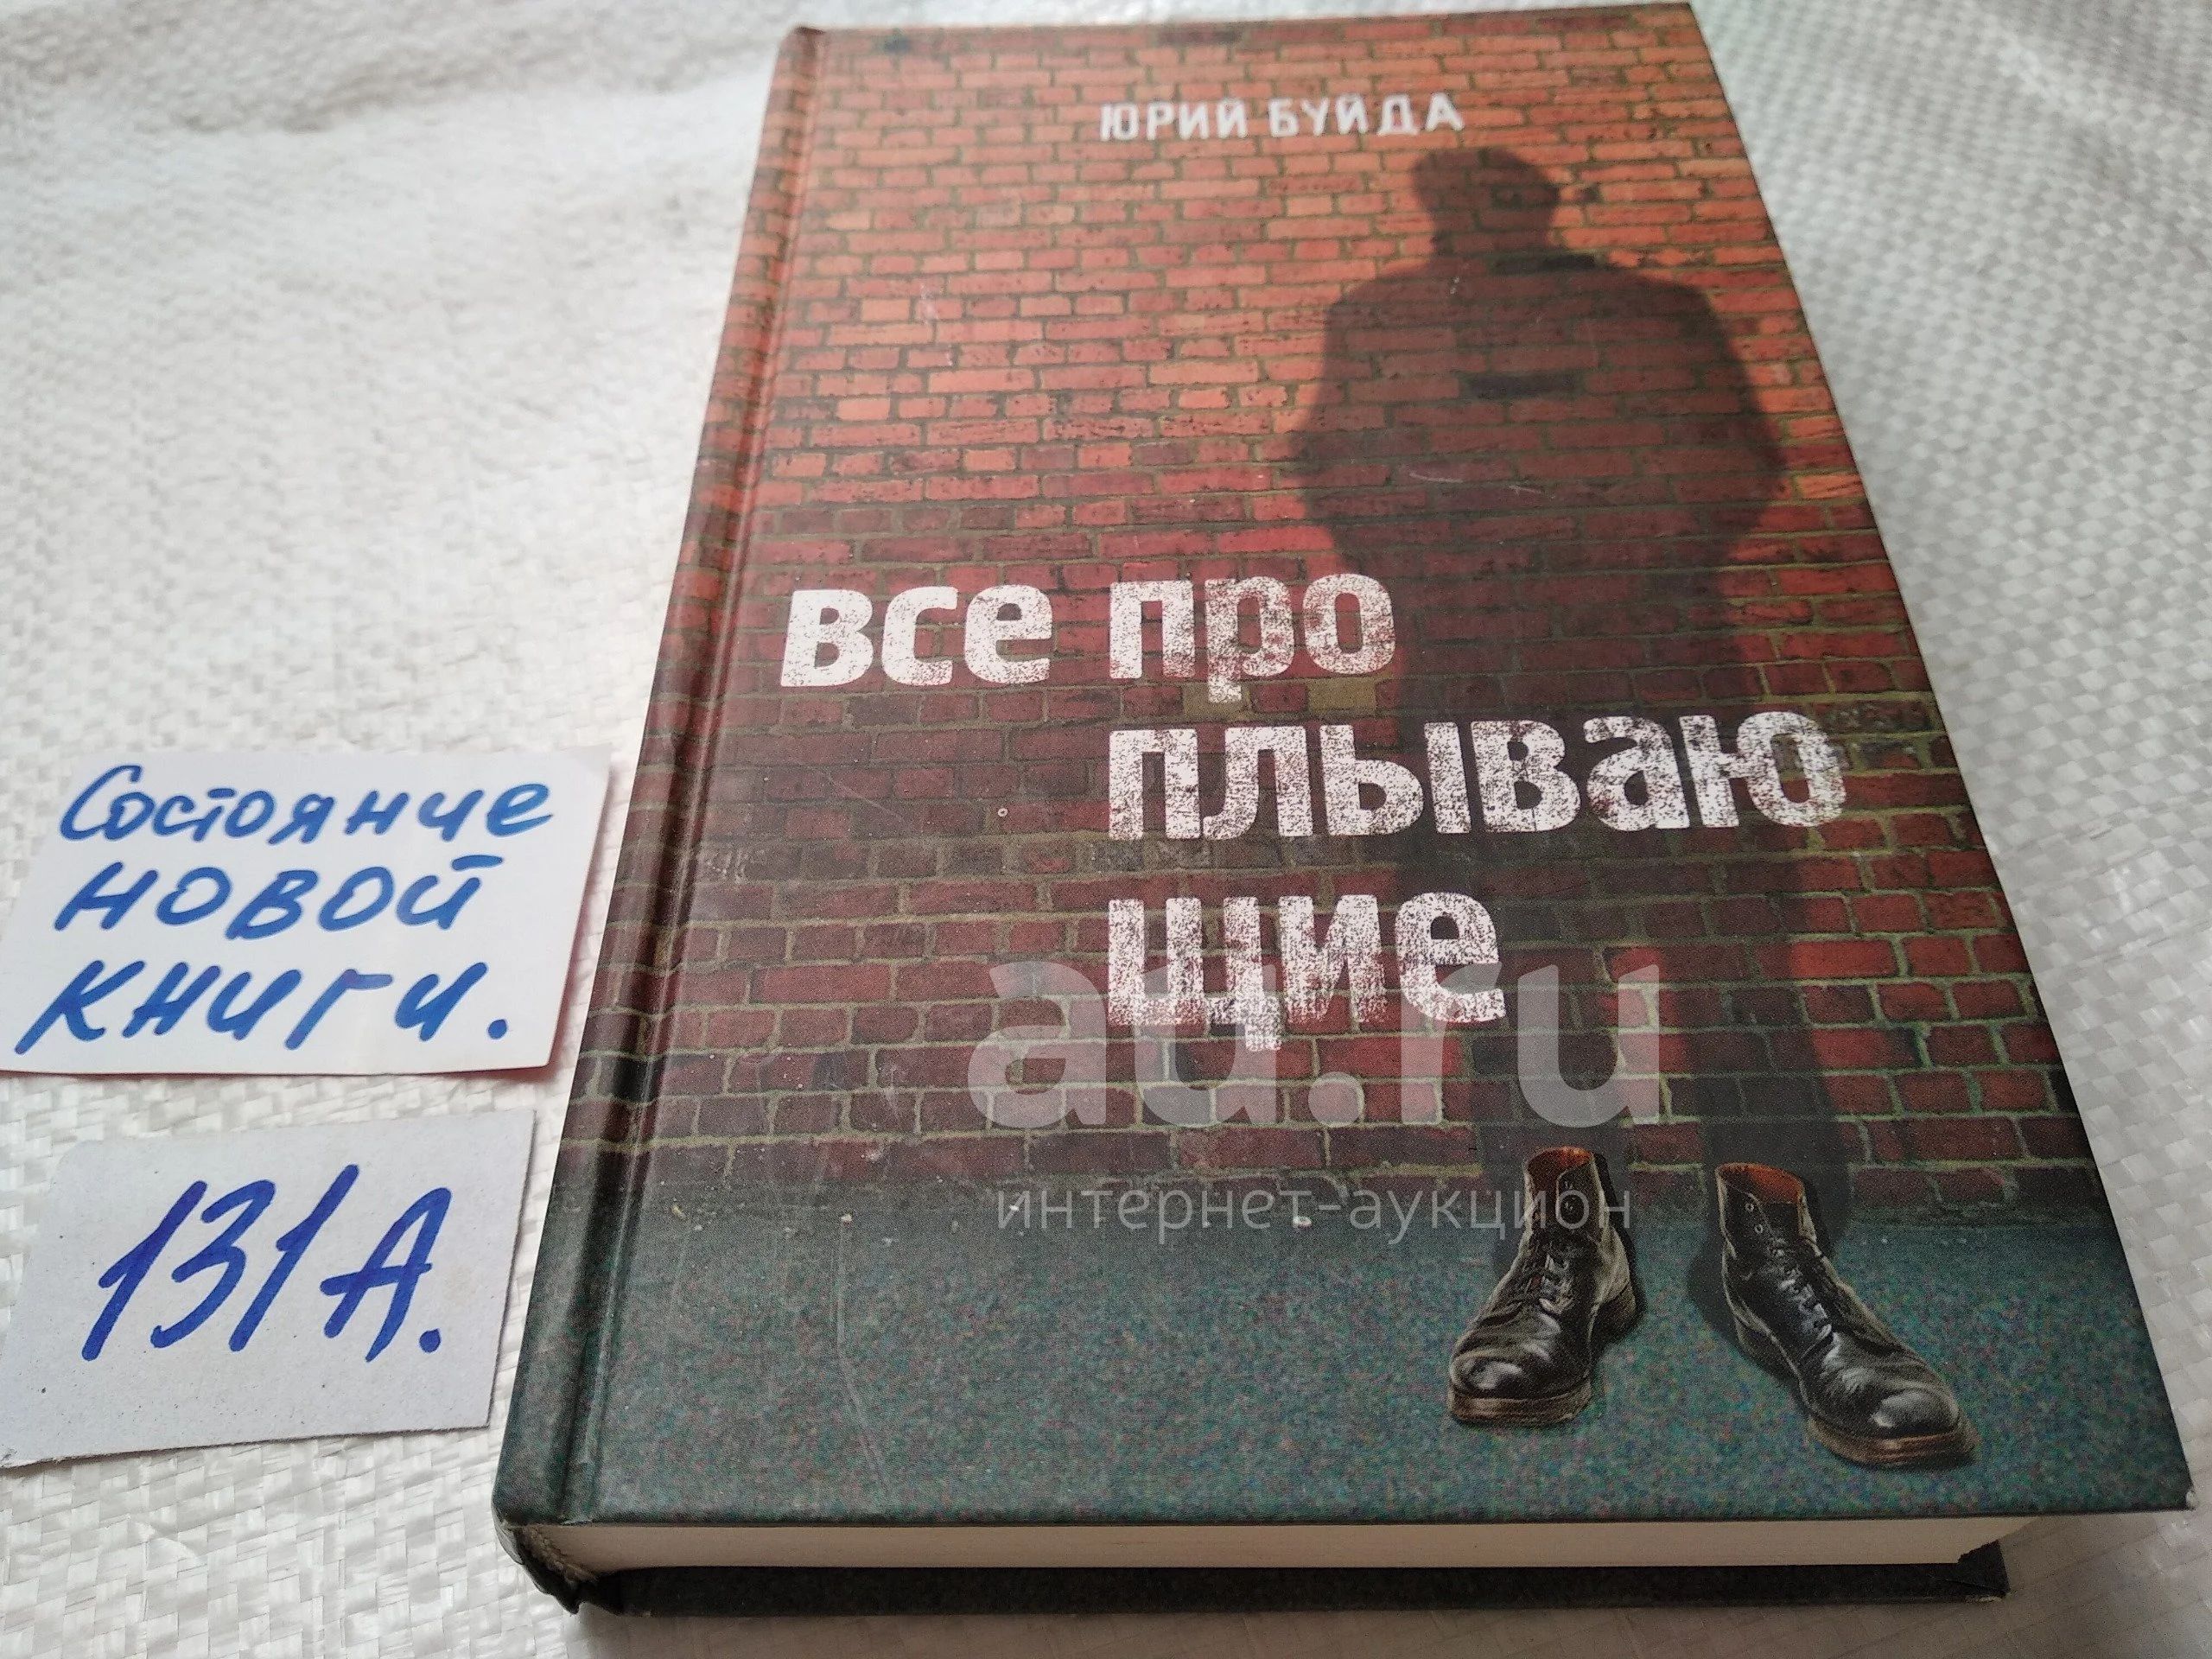 ЮРИЙ БУЙДА
все про
плываю
щие
Состояние
новой
книги.
131А.
au.ru
интернет-аукцион